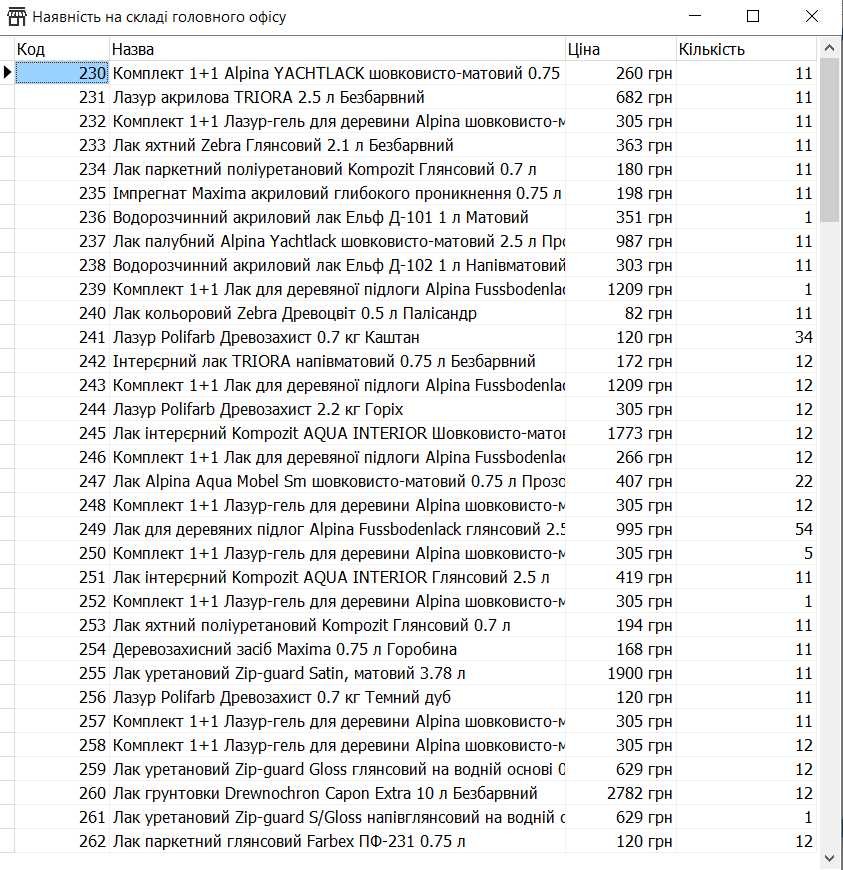 Наявність на складі головного офісу
Код Назва Ціна Кількість
230 Комплект 1+1 Alpina YACHTLACK шовковисто-матовий 0.75 260 грн 11
231 Лазур акрилова TRIORA 2.5 л Безбарвний 682 грн 11
232 Комплект 1+1 Лазур-гель для деревини Alpina шовковисто-м 305 грн 11
233 Лак яхтний Zebra Глянсовий 2.1 л Безбарвний 363 грн 11
234 Лак паркетний поліуретановий Kompozit Глянсовий 0.7 л 180 грн 11
235 Імпрегнат Maxima акриловий глибокого проникнення 0.75 л 198 грн 11
236 Водорозчинний акриловий лак Ельф Д-101 1 л Матовий 351 грн 1
237 Лак палубний Alpina Yachtlack шовковисто-матовий 2.5 л Про 987 грн 11
238 Водорозчинний акриловий лак Ельф Д-102 1 л Напівматовий 303 грн 11
239 Комплект 1+1 Лак для деревяної підлоги Alpina Fussbodenlac 1209 грн 1
240 Лак кольоровий Zebra Древоцвіт 0.5 л Палісандр 82 грн 11
241 Лазур Polifarb Древозахист 0.7 кг Каштан 120 грн 34
242 Інтерєрний лак TRIORA напівматовий 0.75 л Безбарвний 172 грн 12
243 Комплект 1+1 Лак для деревяної підлоги Alpina Fussbodenlac 1209 грн 12
244 Лазур Polifarb Древозахист 2.2 кг Горіх 305 грн 12
245 Лак інтерєрний Kompozit AQUA INTERIOR Шовковисто-матов 1773 грн 12
246 Комплект 1+1 Лак для деревяної підлоги Alpina Fussbodenlac 266 грн 12
247 Лак Alpina Aqua Mobel Sm шовковисто-матовий 0.75 л Прозо 407 грн 22
248 Комплект 1+1 Лазур-гель для деревини Alpina шовковисто-м 305 грн 12
249 Лак для деревяних підлог Alpina Fussbodenlack глянсовий 2.5 995 грн 54
250 Комплект 1+1 Лазур-гель для деревини Alpina шовковисто-м 305 грн 5
251 Лак інтерєрний Kompozit AQUA INTERIOR Глянсовий 2.5 л 419 грн 11
252 Комплект 1+1 Лазур-гель для деревини Alpina шовковисто-м 305 грн 1
253 Лак яхтний поліуретановий Kompozit Глянсовий 0.7 л 194 грн 11
254 Деревозахисний засіб Maxima 0.75 л Горобина 168 грн 11
255 Лак уретановий Zip-guard Satin, матовий 3.78 л 1900 грн 11
256 Лазур Polifarb Древозахист 0.7 кг Темний дуб 120 грн 11
257 Комплект 1+1 Лазур-гель для деревини Alpina шовковисто-м 305 грн 11
258 Комплект 1+1 Лазур-гель для деревини Alpina шовковисто-м 305 грн 12
259 Лак уретановий Zip-guard Gloss глянсовий на водній основі 0 629 грн 12
260 Лак грунтовки Drewnochron Capon Extra 10 л Безбарвний 2782 грн 12
261 Лак уретановий Zip-guard S/Gloss напівглянсовий на водній о 629 грн 1
262 Лак паркетний глянсовий Farbex ПФ-231 0.75 л 120 грн 12